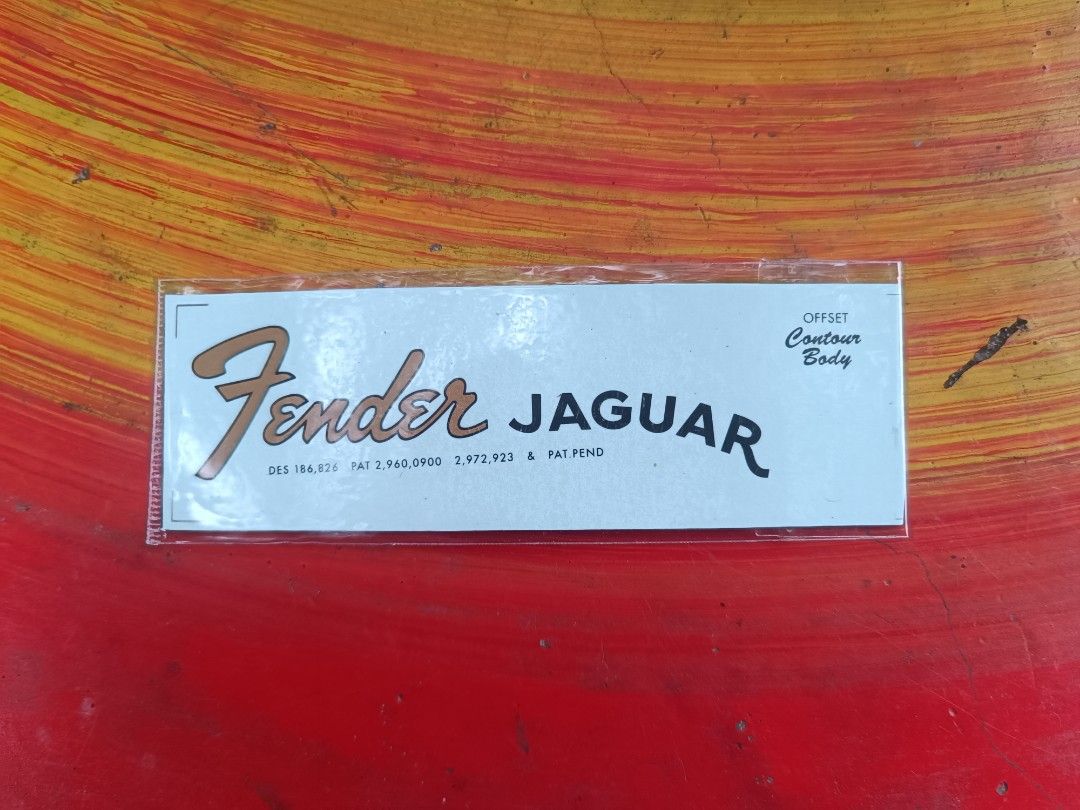 OFFSET
Contour
Body
Fender JAGUAR
DES 186,826 PAT 2,960,0900 2,972,923 & PAT.PEND